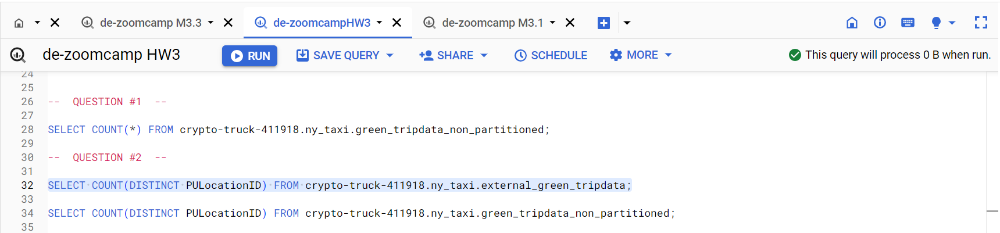 de-zoomcamp M3.3 de-zoomcampHW3 de-zoomcamp M3.1
de-zoomcamp HW3 RUN SAVE QUERY SHARE SCHEDULE MORE This query will process 0 B when run.
24
25
26 -- QUESTION #1 --
27
28 SELECT COUNT(*) FROM crypto-truck-411918.ny_taxi.green_tripdata_non_partitioned;
29
30 -- QUESTION #2 --
31
32 SELECT COUNT(DISTINCT PULocationID) FROM crypto-truck-411918.ny_taxi.external_green_tripdata;
33
34 SELECT COUNT(DISTINCT PULocationID) FROM crypto-truck-411918.ny_taxi.green_tripdata_non_partitioned;
35